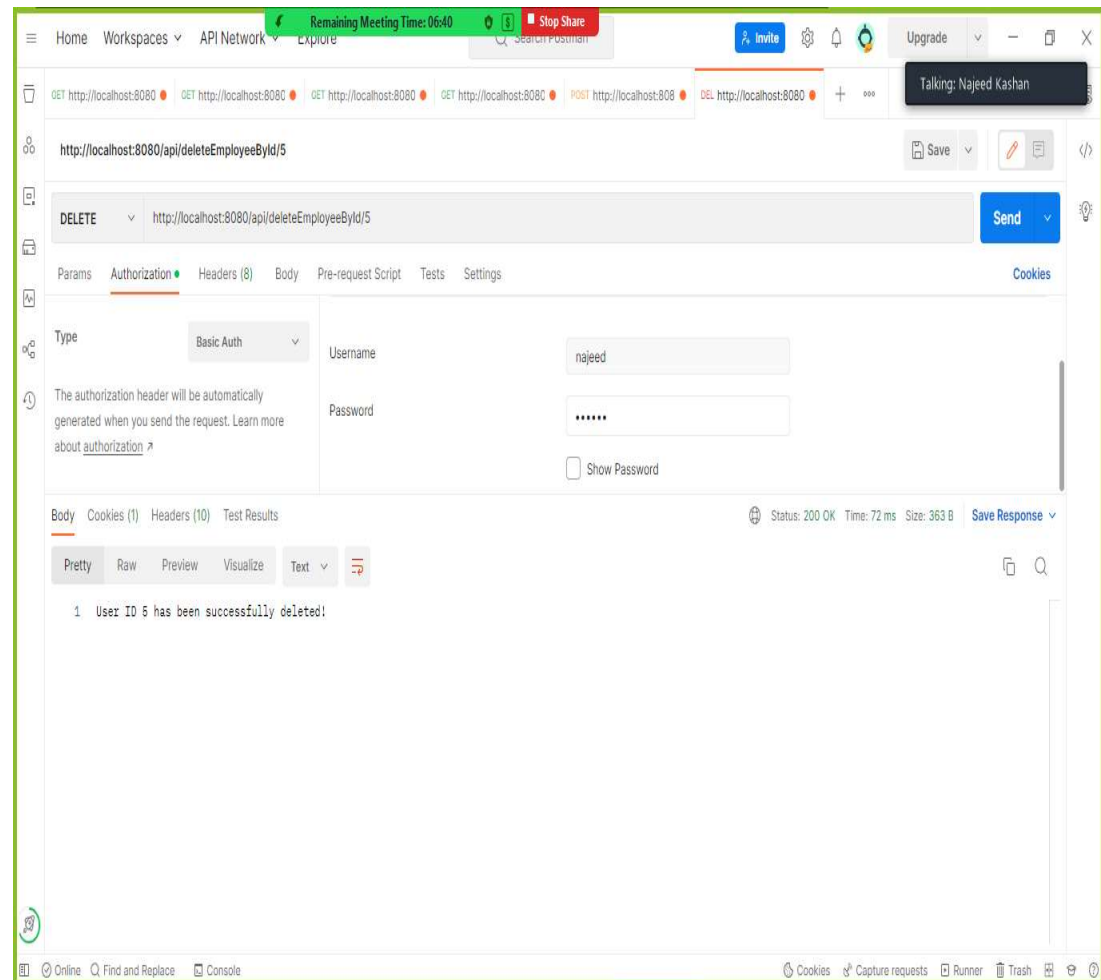 Remaining Meeting Time: 06:40 Stop Share
Home Workspaces API Network Explore Search Postman Invite Upgrade
Talking: Najeed Kashan
GET http://localhost:8080 GET http://localhost:8080 GET http://localhost:8080 GET http://localhost:8080 POST http://localhost:808 DEL http://localhost:8080
http://localhost:8080/api/deleteEmployeeById/5 Save
DELETE http://localhost:8080/api/deleteEmployeeById/5 Send
Params Authorization Headers (8) Body Pre-request Script Tests Settings Cookies
Type Basic Auth
The authorization header will be automatically
generated when you send the request. Learn more
about authorization ↗
Username najeed
Password ••••••
Show Password
Body Cookies (1) Headers (10) Test Results Status: 200 OK Time: 72 ms Size: 363 B Save Response
Pretty Raw Preview Visualize Text
1 User ID 5 has been successfully deleted!
Online Find and Replace Console Cookies Capture requests Runner Trash